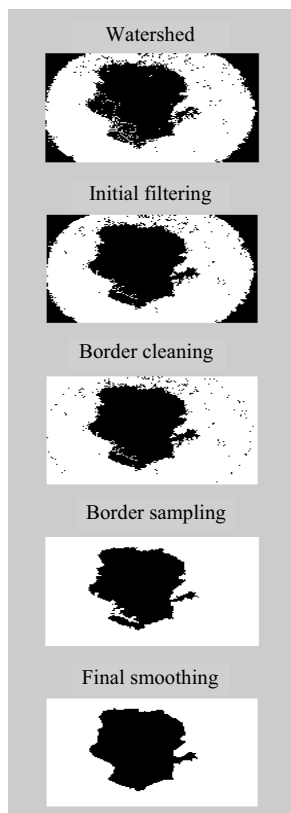 Watershed
Initial filtering
Border cleaning
Border sampling
Final smoothing